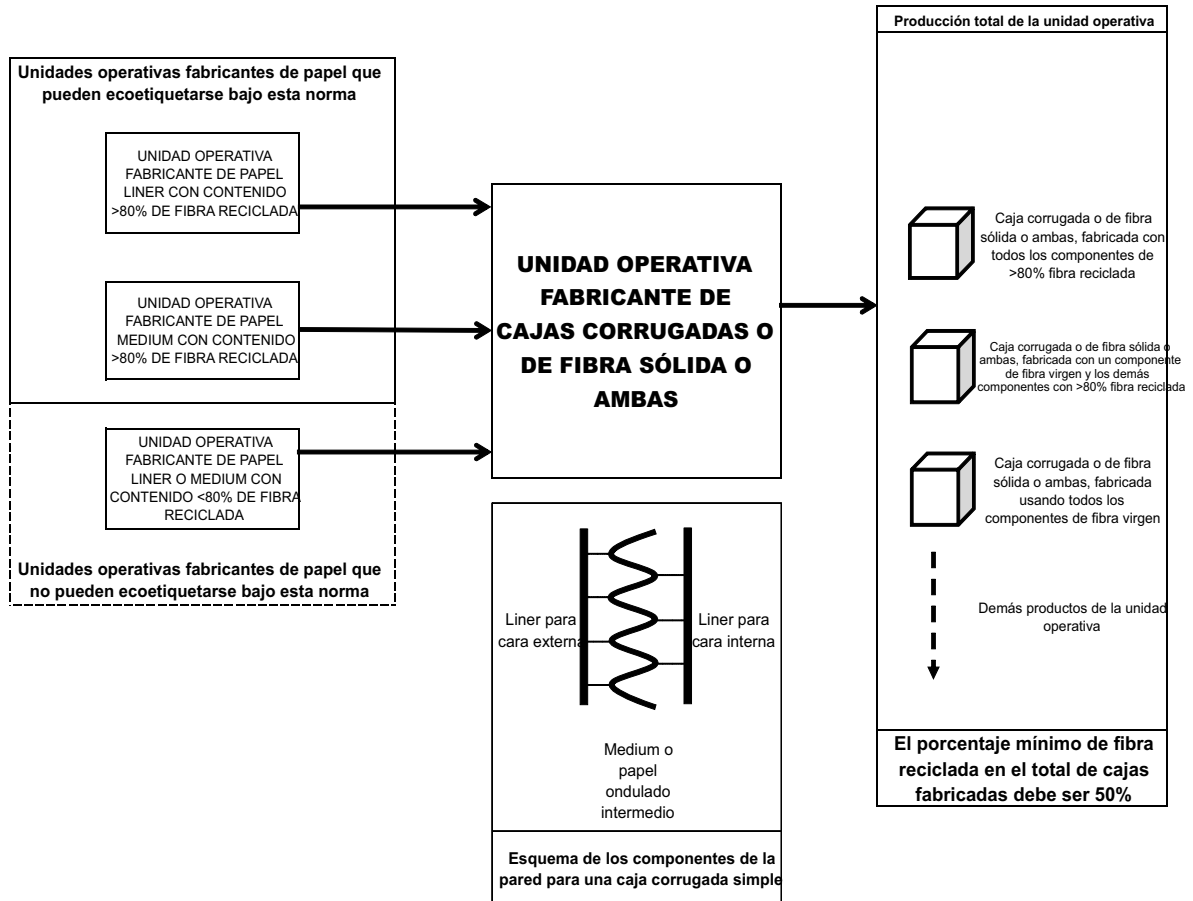 Unidades operativas fabricantes de papel que
pueden ecoetiquetarse bajo esta norma
UNIDAD OPERATIVA
FABRICANTE DE PAPEL
LINER CON CONTENIDO
>80% DE FIBRA RECICLADA
UNIDAD OPERATIVA
FABRICANTE DE PAPEL
MEDIUM CON CONTENIDO
>80% DE FIBRA RECICLADA
UNIDAD OPERATIVA
FABRICANTE DE PAPEL
LINER O MEDIUM CON
CONTENIDO <80% DE FIBRA
RECICLADA
Unidades operativas fabricantes de papel que
no pueden ecoetiquetarse bajo esta norma
UNIDAD OPERATIVA
FABRICANTE DE
CAJAS CORRUGADAS O
DE FIBRA SÓLIDA O
AMBAS
Liner para
cara externa
Liner para
cara interna
Medium o
papel
ondulado
intermedio
Esquema de los componentes de la
pared para una caja corrugada simple
Producción total de la unidad operativa
Caja corrugada o de fibra
sólida o ambas, fabricada con
todos los componentes de
>80% fibra reciclada
Caja corrugada o de fibra sólida o
ambas, fabricada con un componente
de fibra virgen y los demás
componentes con >80% fibra reciclada
Caja corrugada o de fibra
sólida o ambas, fabricada
usando todos los
componentes de fibra virgen
Demás productos de la unidad
operativa
El porcentaje mínimo de fibra
reciclada en el total de cajas
fabricadas debe ser 50%